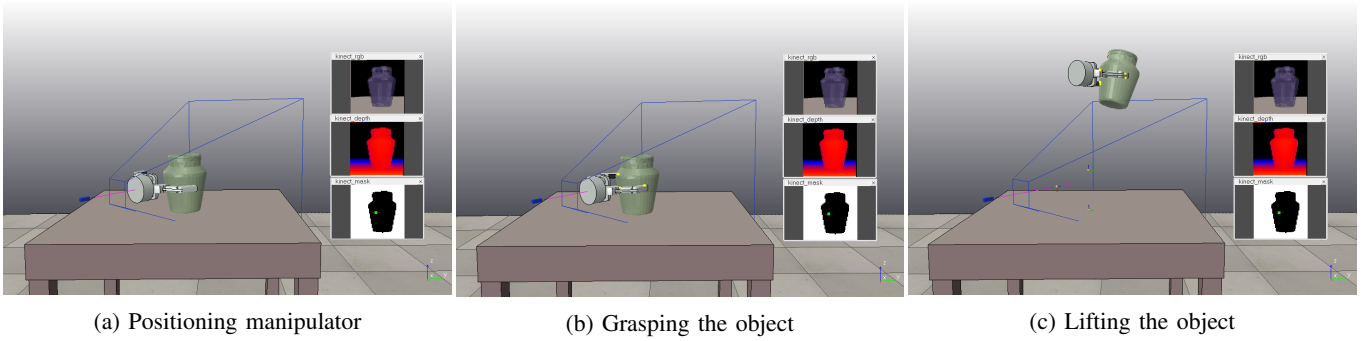 kinect_rgb x
kinect_depth x
kinect_mask x
z
x y
kinect_rgb x
kinect_depth x
kinect_mask x
z
x y
kinect_rgb x
kinect_depth x
kinect_mask x
z
x y
(a) Positioning manipulator
(b) Grasping the object
(c) Lifting the object